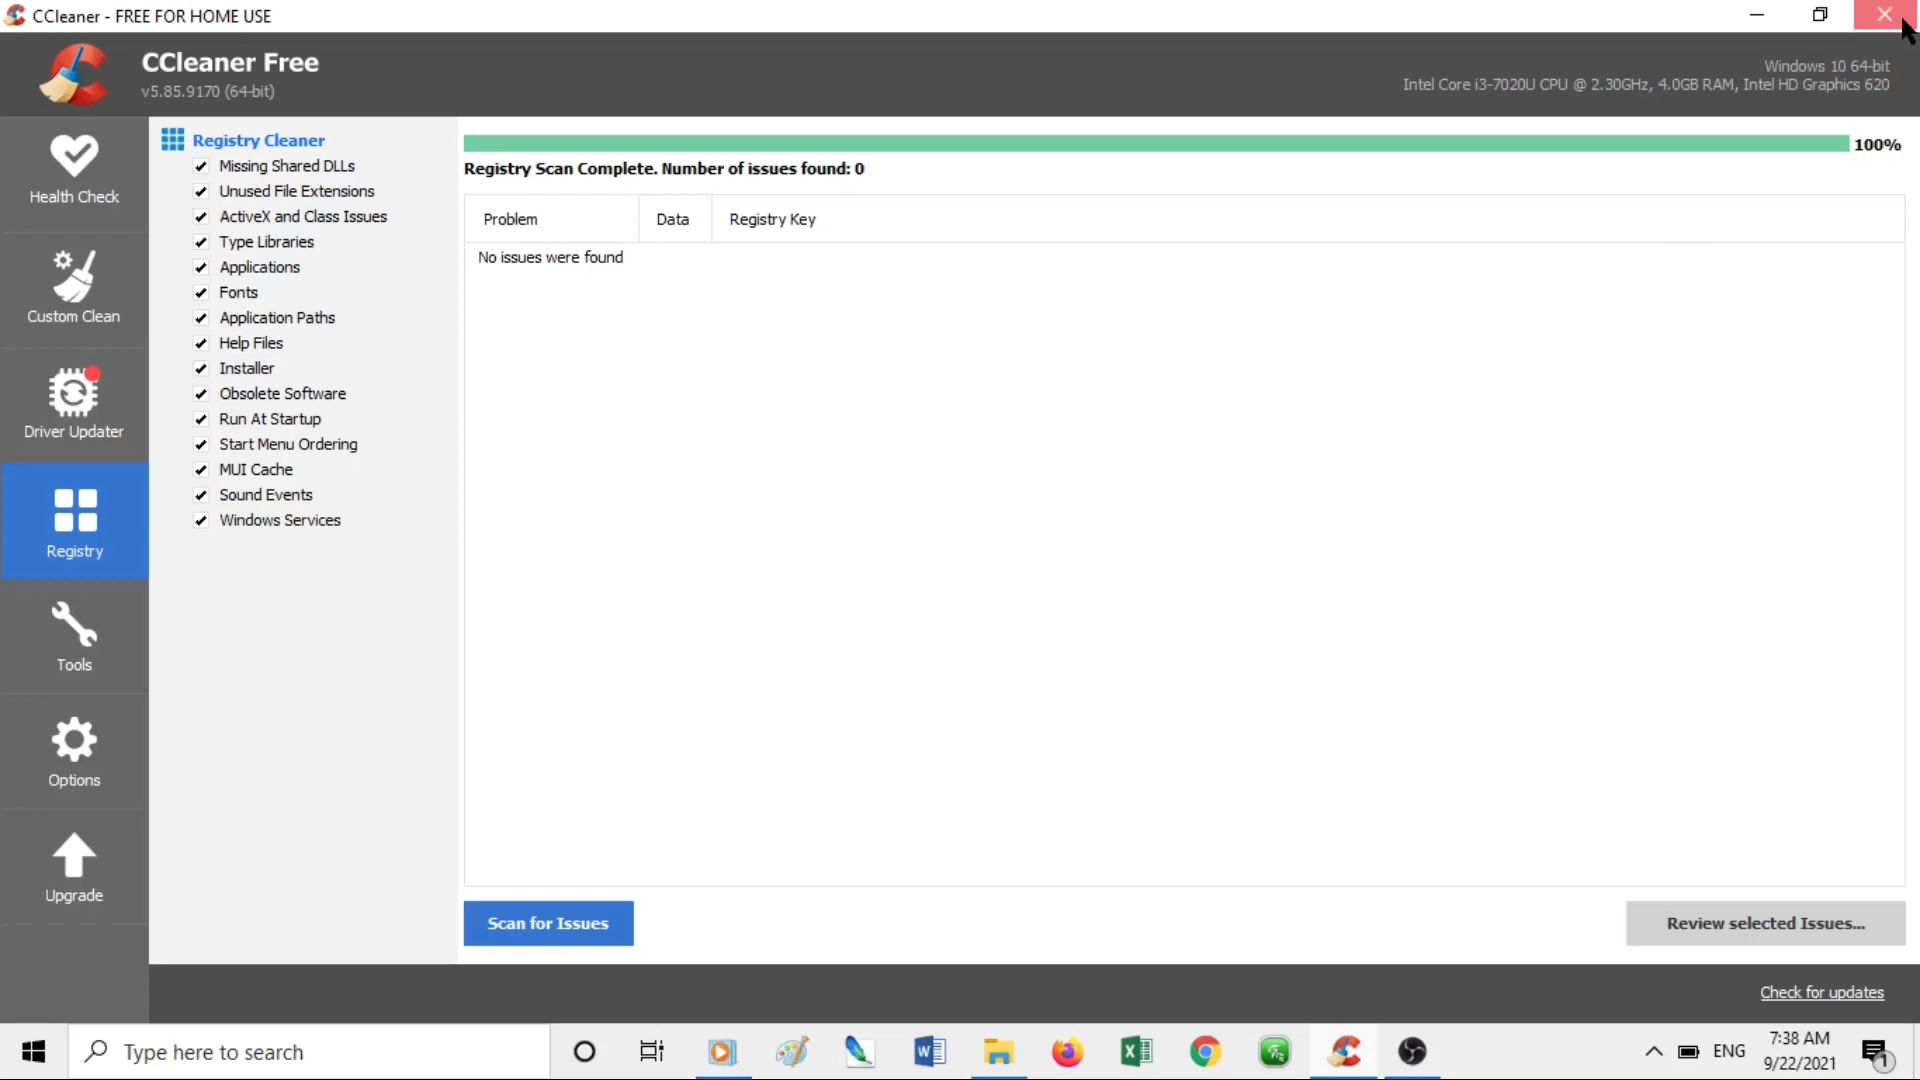 CCleaner - FREE FOR HOME USE
CCleaner Free
v5.85.9170 (64-bit)
Windows 10 64-bit
Intel Core i3-7020U CPU @ 2.30GHz, 4.0GB RAM, Intel HD Graphics 620
Health Check
Custom Clean
Driver Updater
Registry
Tools
Options
Upgrade
Registry Cleaner
Missing Shared DLLs
Unused File Extensions
ActiveX and Class Issues
Type Libraries
Applications
Fonts
Application Paths
Help Files
Installer
Obsolete Software
Run At Startup
Start Menu Ordering
MUI Cache
Sound Events
Windows Services
100%
Registry Scan Complete. Number of issues found: 0
Problem Data Registry Key
No issues were found
Scan for Issues
Review selected Issues...
Check for updates
Type here to search
ENG
7:38 AM
9/22/2021
1